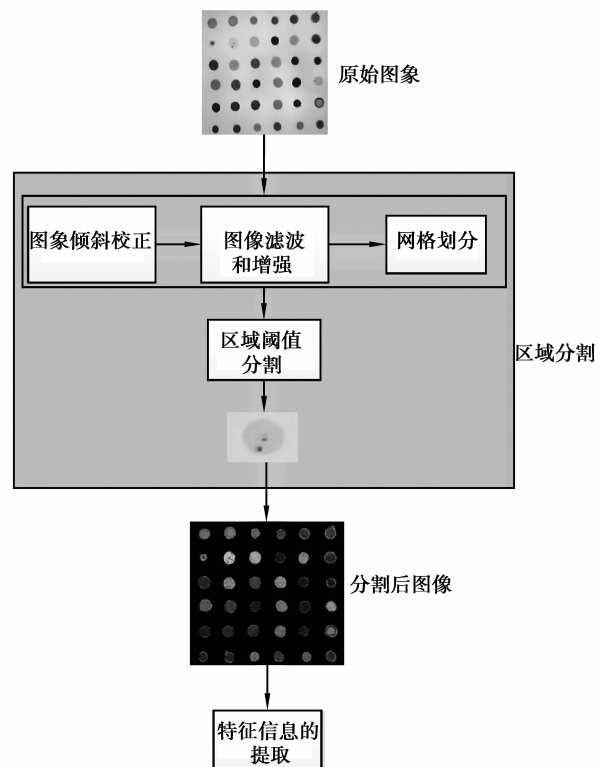 原始图象
图象倾斜校正
图像滤波
和增强
网格划分
区域阈值
分割
区域分割
分割后图像
特征信息的
提取